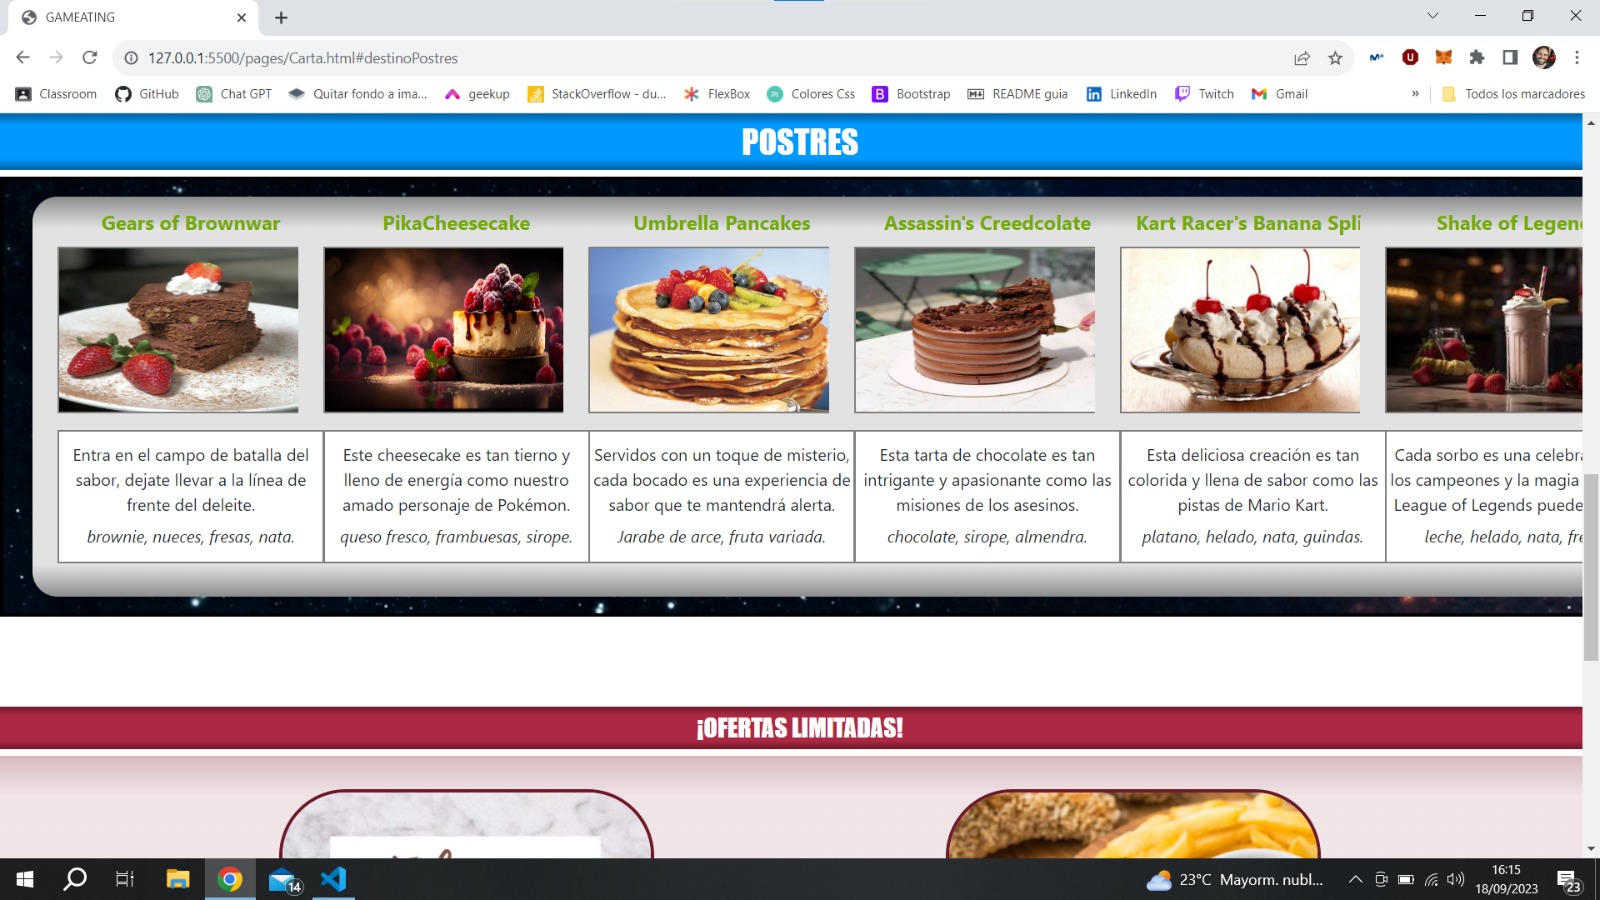 GAMEATING
127.0.0.1:5500/pages/Carta.html#destinoPostres
Classroom GitHub Chat GPT Quitar fondo a ima... geekup StackOverflow - du... FlexBox Colores Css Bootstrap README guia LinkedIn Twitch Gmail » Todos los marcadores
POSTRES
Gears of Brownwar
PikaCheesecake
Umbrella Pancakes
Assassin's Creedcolate
Kart Racer's Banana Spli
Shake of Legen
Entra en el campo de batalla del
sabor, dejate llevar a la línea de
frente del deleite.
brownie, nueces, fresas, nata.
Este cheesecake es tan tierno y
lleno de energía como nuestro
amado personaje de Pokémon.
queso fresco, frambuesas, sirope.
Servidos con un toque de misterio,
cada bocado es una experiencia de
sabor que te mantendrá alerta.
Jarabe de arce, fruta variada.
Esta tarta de chocolate es tan
intrigante y apasionante como las
misiones de los asesinos.
chocolate, sirope, almendra.
Esta deliciosa creación es tan
colorida y llena de sabor como las
pistas de Mario Kart.
platano, helado, nata, guindas.
Cada sorbo es una celebra
los campeones y la magia
League of Legends puede
leche, helado, nata, fre
¡OFERTAS LIMITADAS!
14
23°C Mayorm. nubl...
16:15
18/09/2023
23